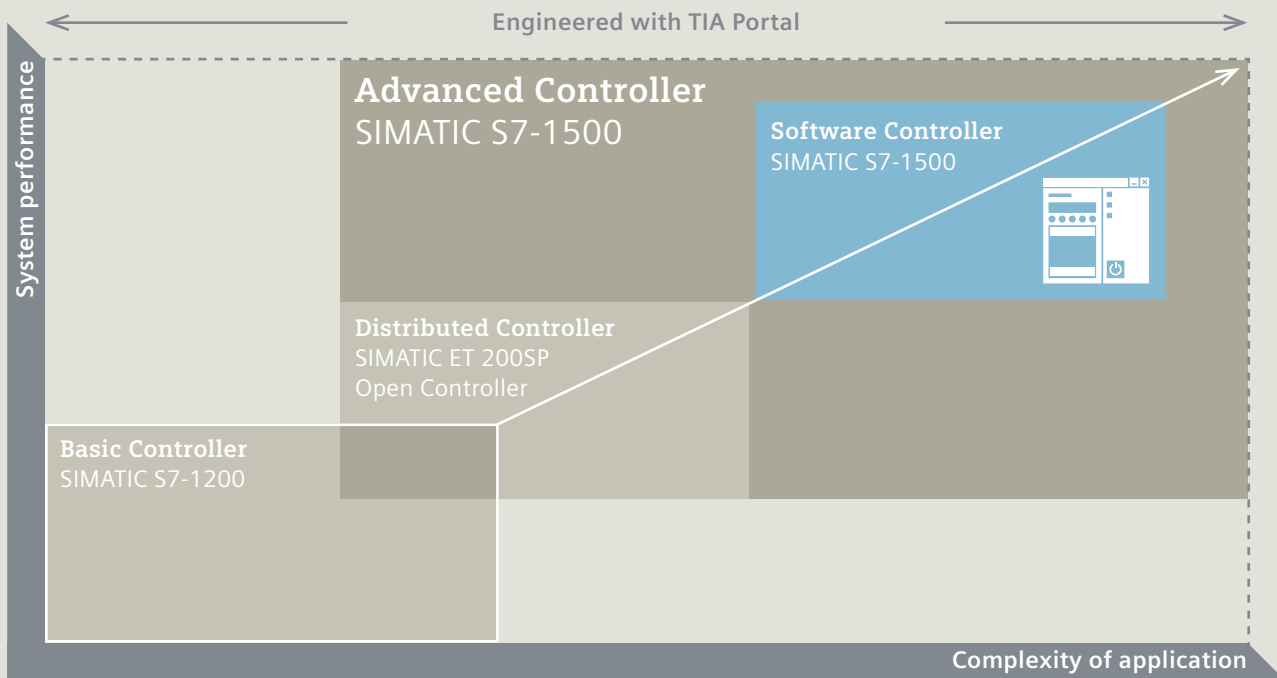 Engineered with TIA Portal
System performance
Advanced Controller
SIMATIC S7-1500
Software Controller
SIMATIC S7-1500
Distributed Controller
SIMATIC ET 200SP
Open Controller
Basic Controller
SIMATIC S7-1200
Complexity of application